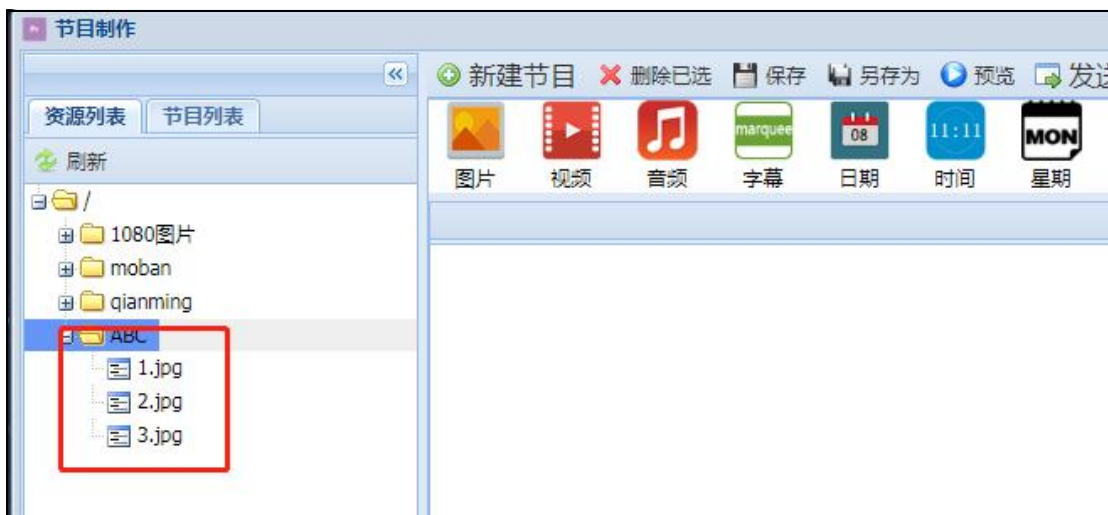 节目制作
新建节目 删除已选 保存 另存为 预览
资源列表 节目列表
刷新
marquee
08
11:11
MON
图片 视频 音频 字幕 日期 时间 星期
/
1080图片
moban
qianming
ABC
1.jpg
2.jpg
3.jpg